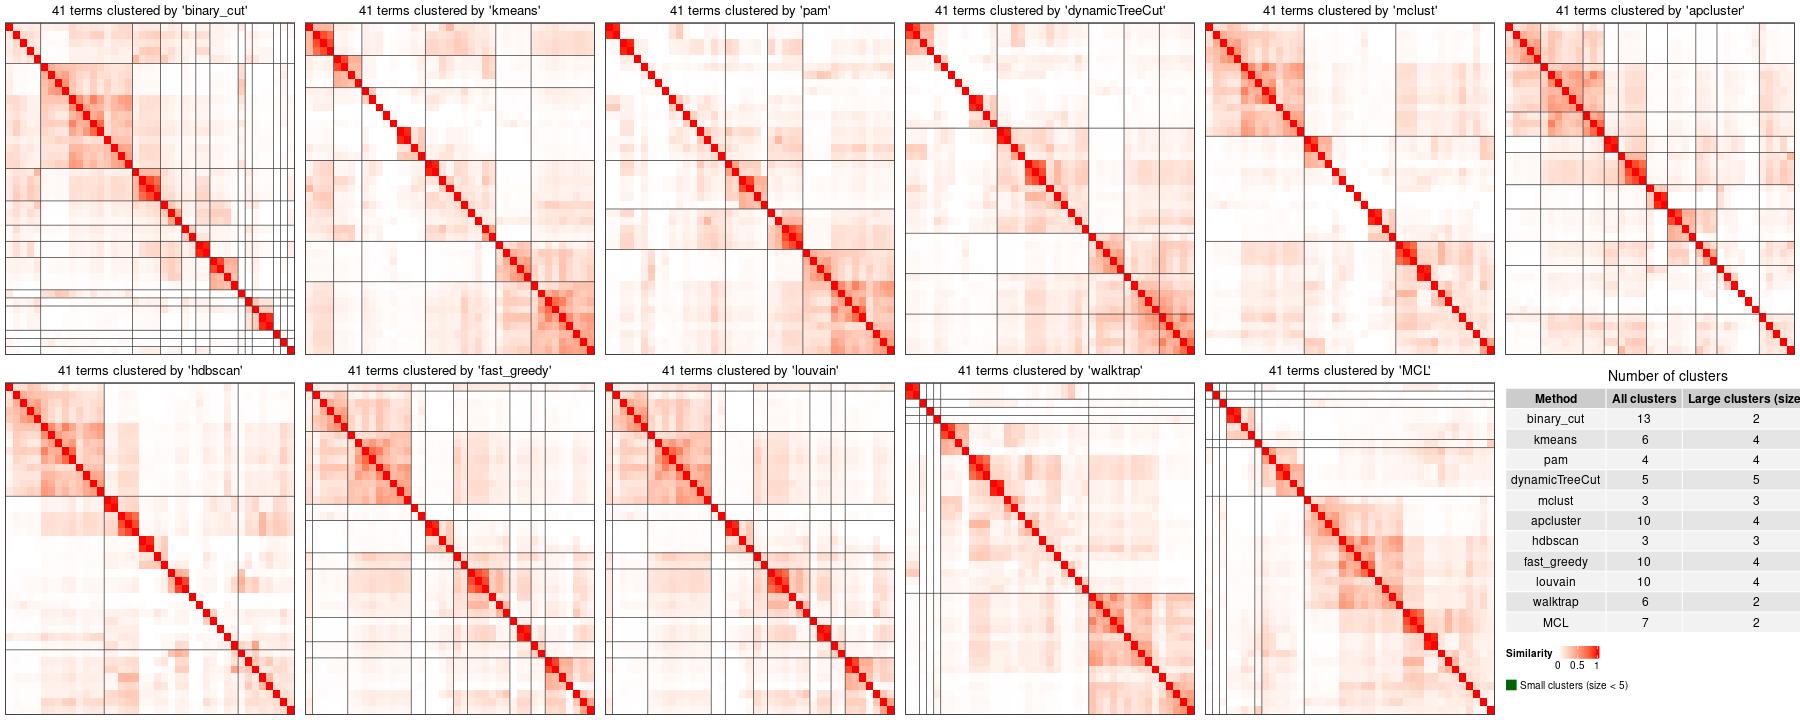 41 terms clustered by 'binary_cut'
41 terms clustered by 'kmeans'
41 terms clustered by 'pam'
41 terms clustered by 'dynamicTreeCut'
41 terms clustered by 'mclust'
41 terms clustered by 'apcluster'
41 terms clustered by 'hdbscan'
41 terms clustered by 'fast_greedy'
41 terms clustered by 'louvain'
41 terms clustered by 'walktrap'
41 terms clustered by 'MCL'
Number of clusters
Method All clusters Large clusters (size
binary_cut 13 2
kmeans 6 4
pam 4 4
dynamicTreeCut 5 5
mclust 3 3
apcluster 10 4
hdbscan 3 3
fast_greedy 10 4
louvain 10 4
walktrap 6 2
MCL 7 2
Similarity
0 0.5 1
Small clusters (size < 5)